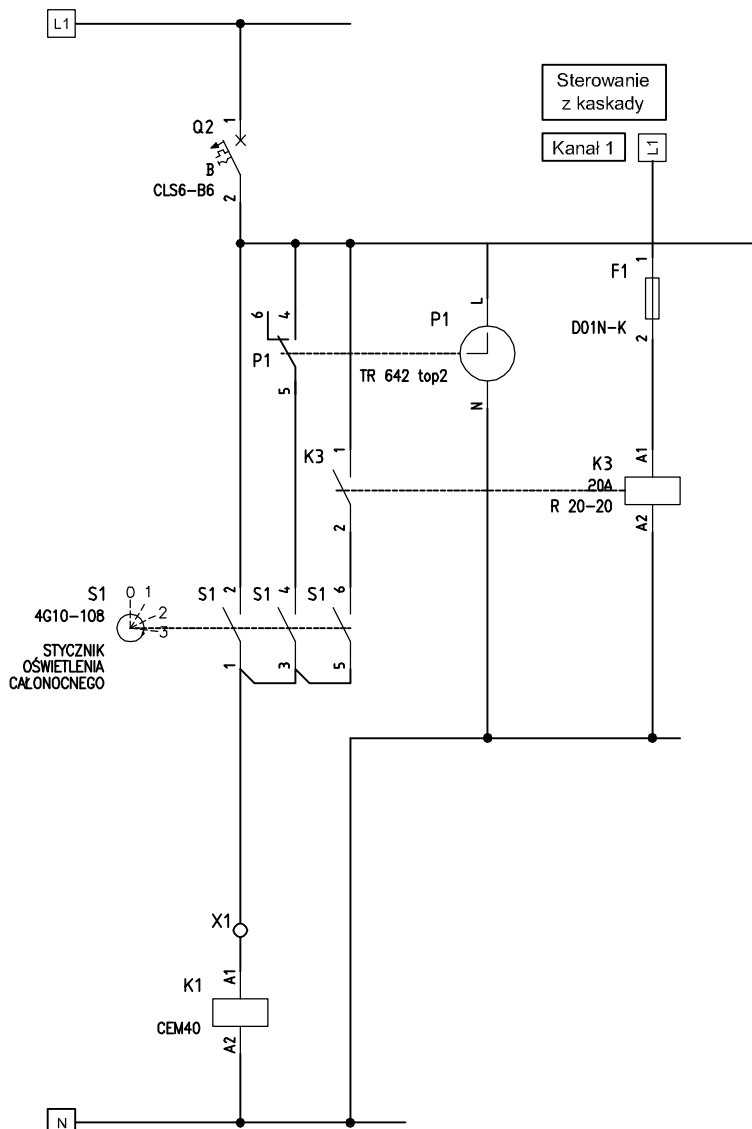 L1
Sterowanie
z kaskady
Kanał 1
L1
1
Q2
B
CLS6-B6
2
1
F1
D01N-K
2
6
4
P1
5
L
P1
TR 642 top2
N
1
K3
2
A1
K3
20A
R 20-20
A2
S1
4G10-108
0
1
2
3
STYCZNIK
OŚWIETLENIA
CAŁONOCNEGO
S1
2
1
S1
4
3
S1
6
5
X1
A1
K1
CEM40
A2
N